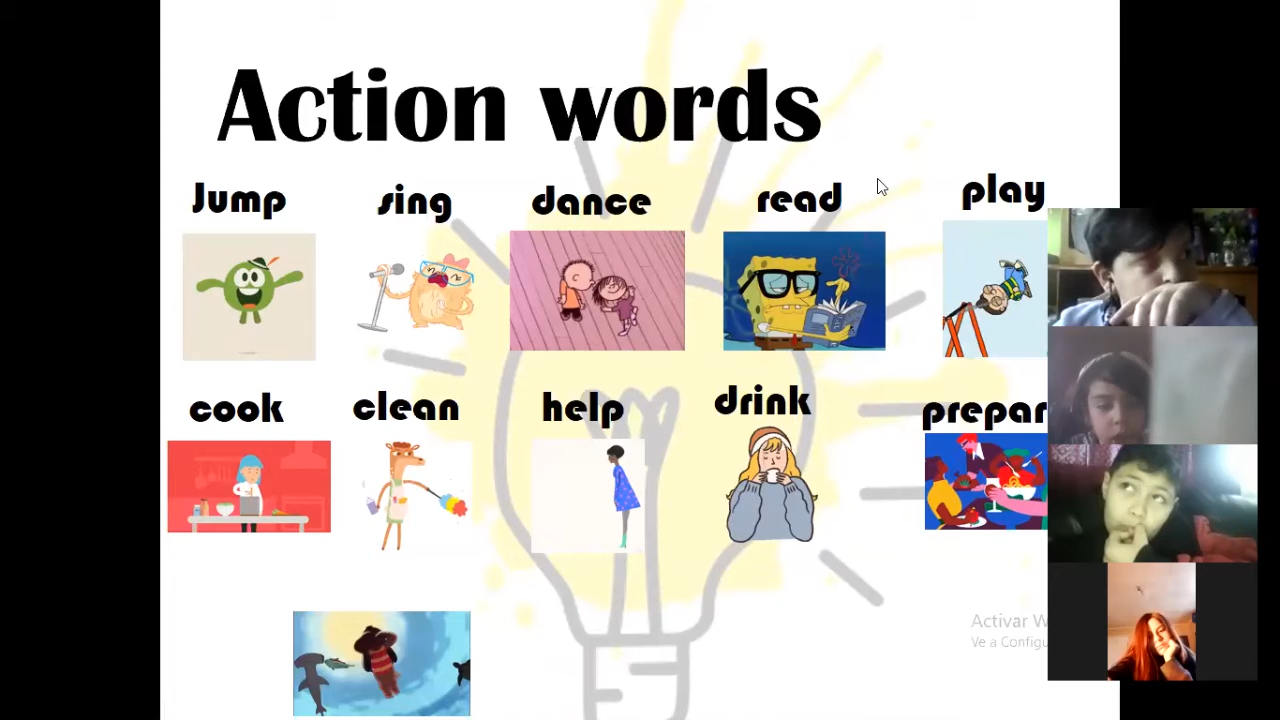 Action words
Jump sing dance read play
cook clean help drink prepar
Activar W
Ve a Configu